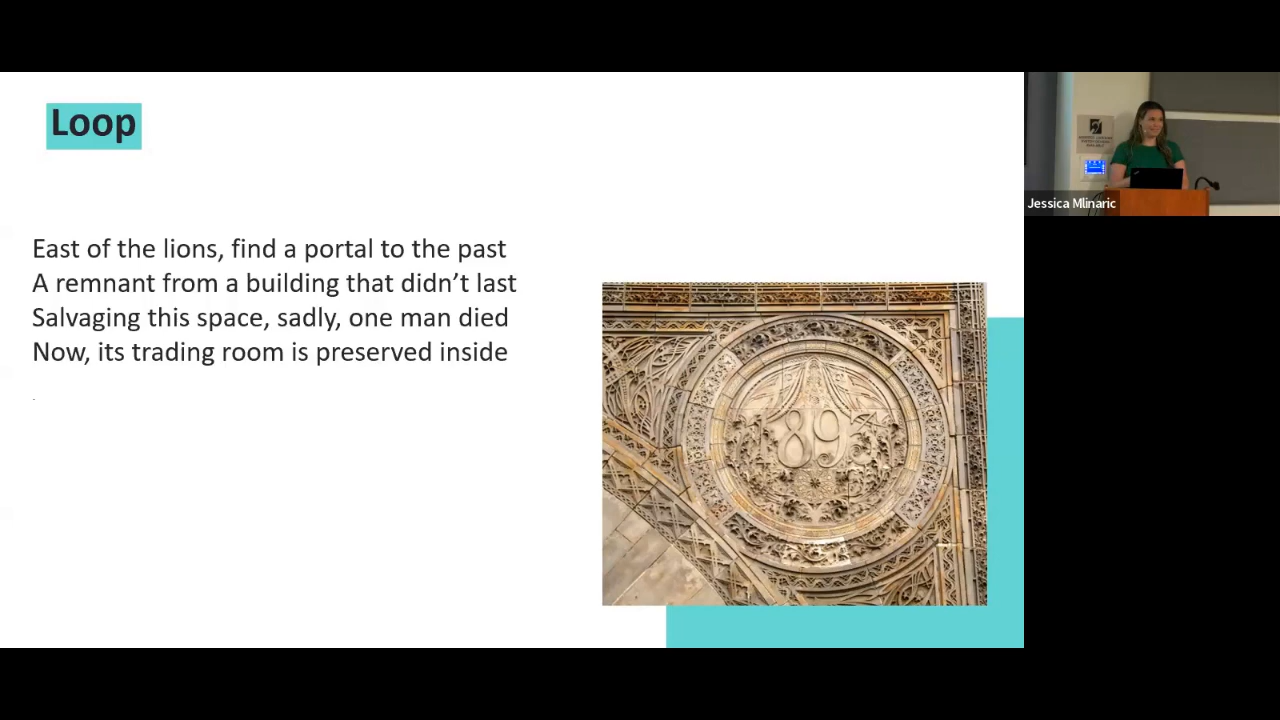 Loop
East of the lions, find a portal to the past
A remnant from a building that didn’t last
Salvaging this space, sadly, one man died
Now, its trading room is preserved inside
1893
Jessica Mlinaric